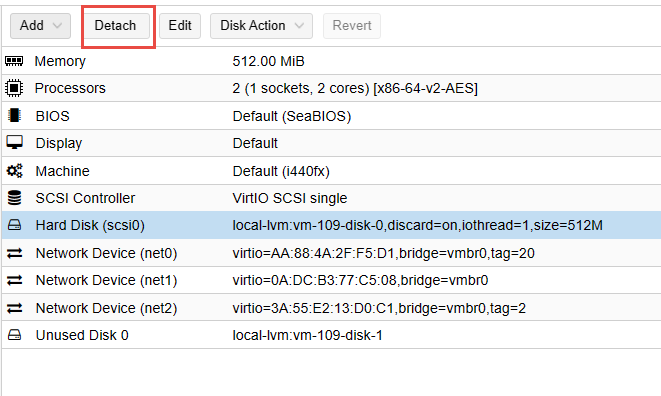 Add Detach Edit Disk Action Revert
Memory 512.00 MiB
Processors 2 (1 sockets, 2 cores) [x86-64-v2-AES]
BIOS Default (SeaBIOS)
Display Default
Machine Default (i440fx)
SCSI Controller VirtIO SCSI single
Hard Disk (scsi0) local-lvm:vm-109-disk-0,discard=on,iothread=1,size=512M
Network Device (net0) virtio=AA:88:4A:2F:F5:D1,bridge=vmbr0,tag=20
Network Device (net1) virtio=0A:DC:B3:77:C5:08,bridge=vmbr0
Network Device (net2) virtio=3A:55:E2:13:D0:C1,bridge=vmbr0,tag=2
Unused Disk 0 local-lvm:vm-109-disk-1